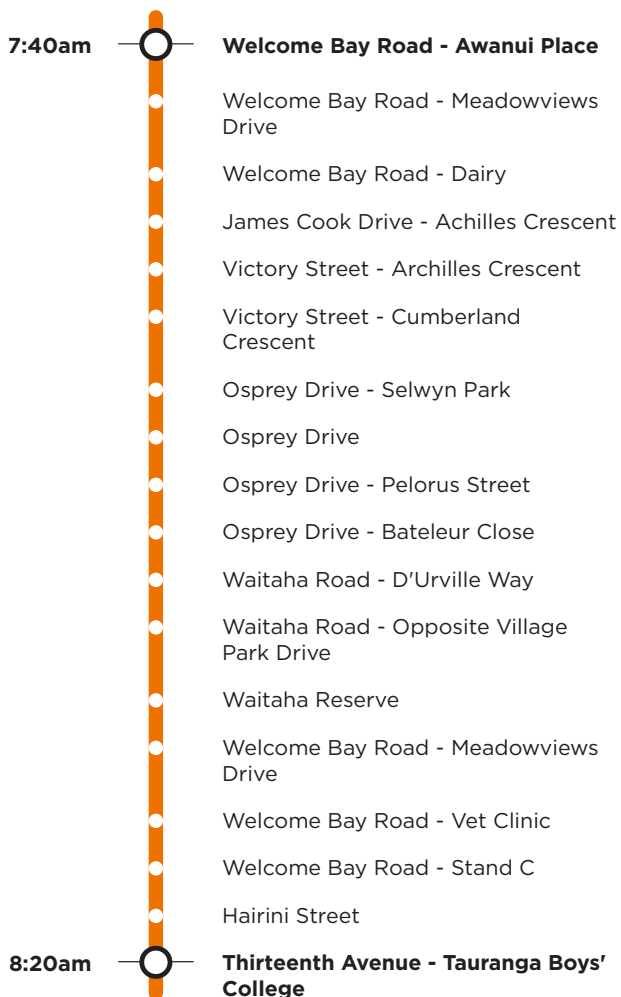 7:40am Welcome Bay Road - Awanui Place
Welcome Bay Road - Meadowviews
Drive
Welcome Bay Road - Dairy
James Cook Drive - Achilles Crescent
Victory Street - Archilles Crescent
Victory Street - Cumberland
Crescent
Osprey Drive - Selwyn Park
Osprey Drive
Osprey Drive - Pelorus Street
Osprey Drive - Bateleur Close
Waitaha Road - D'Urville Way
Waitaha Road - Opposite Village
Park Drive
Waitaha Reserve
Welcome Bay Road - Meadowviews
Drive
Welcome Bay Road - Vet Clinic
Welcome Bay Road - Stand C
Hairini Street
8:20am Thirteenth Avenue - Tauranga Boys'
College